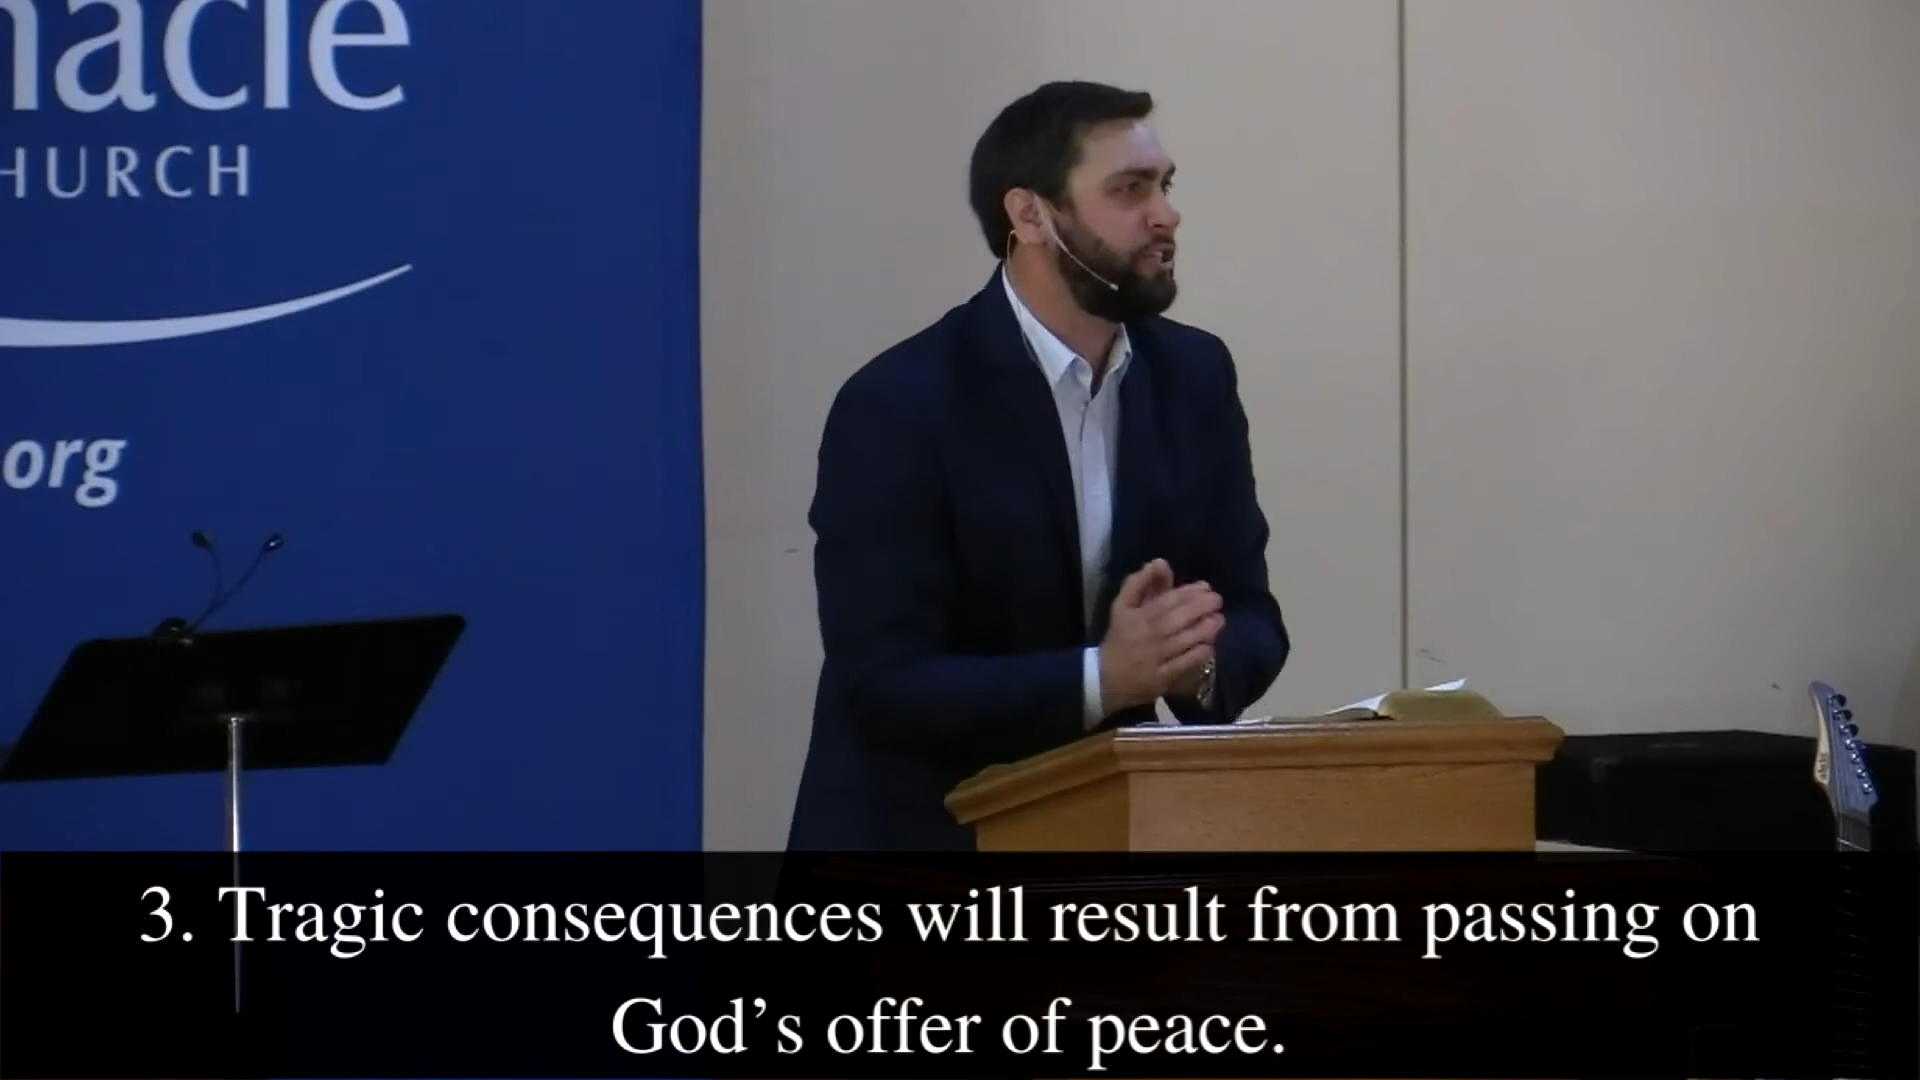 nacle
HURCH
org
3. Tragic consequences will result from passing on
God's offer of peace.